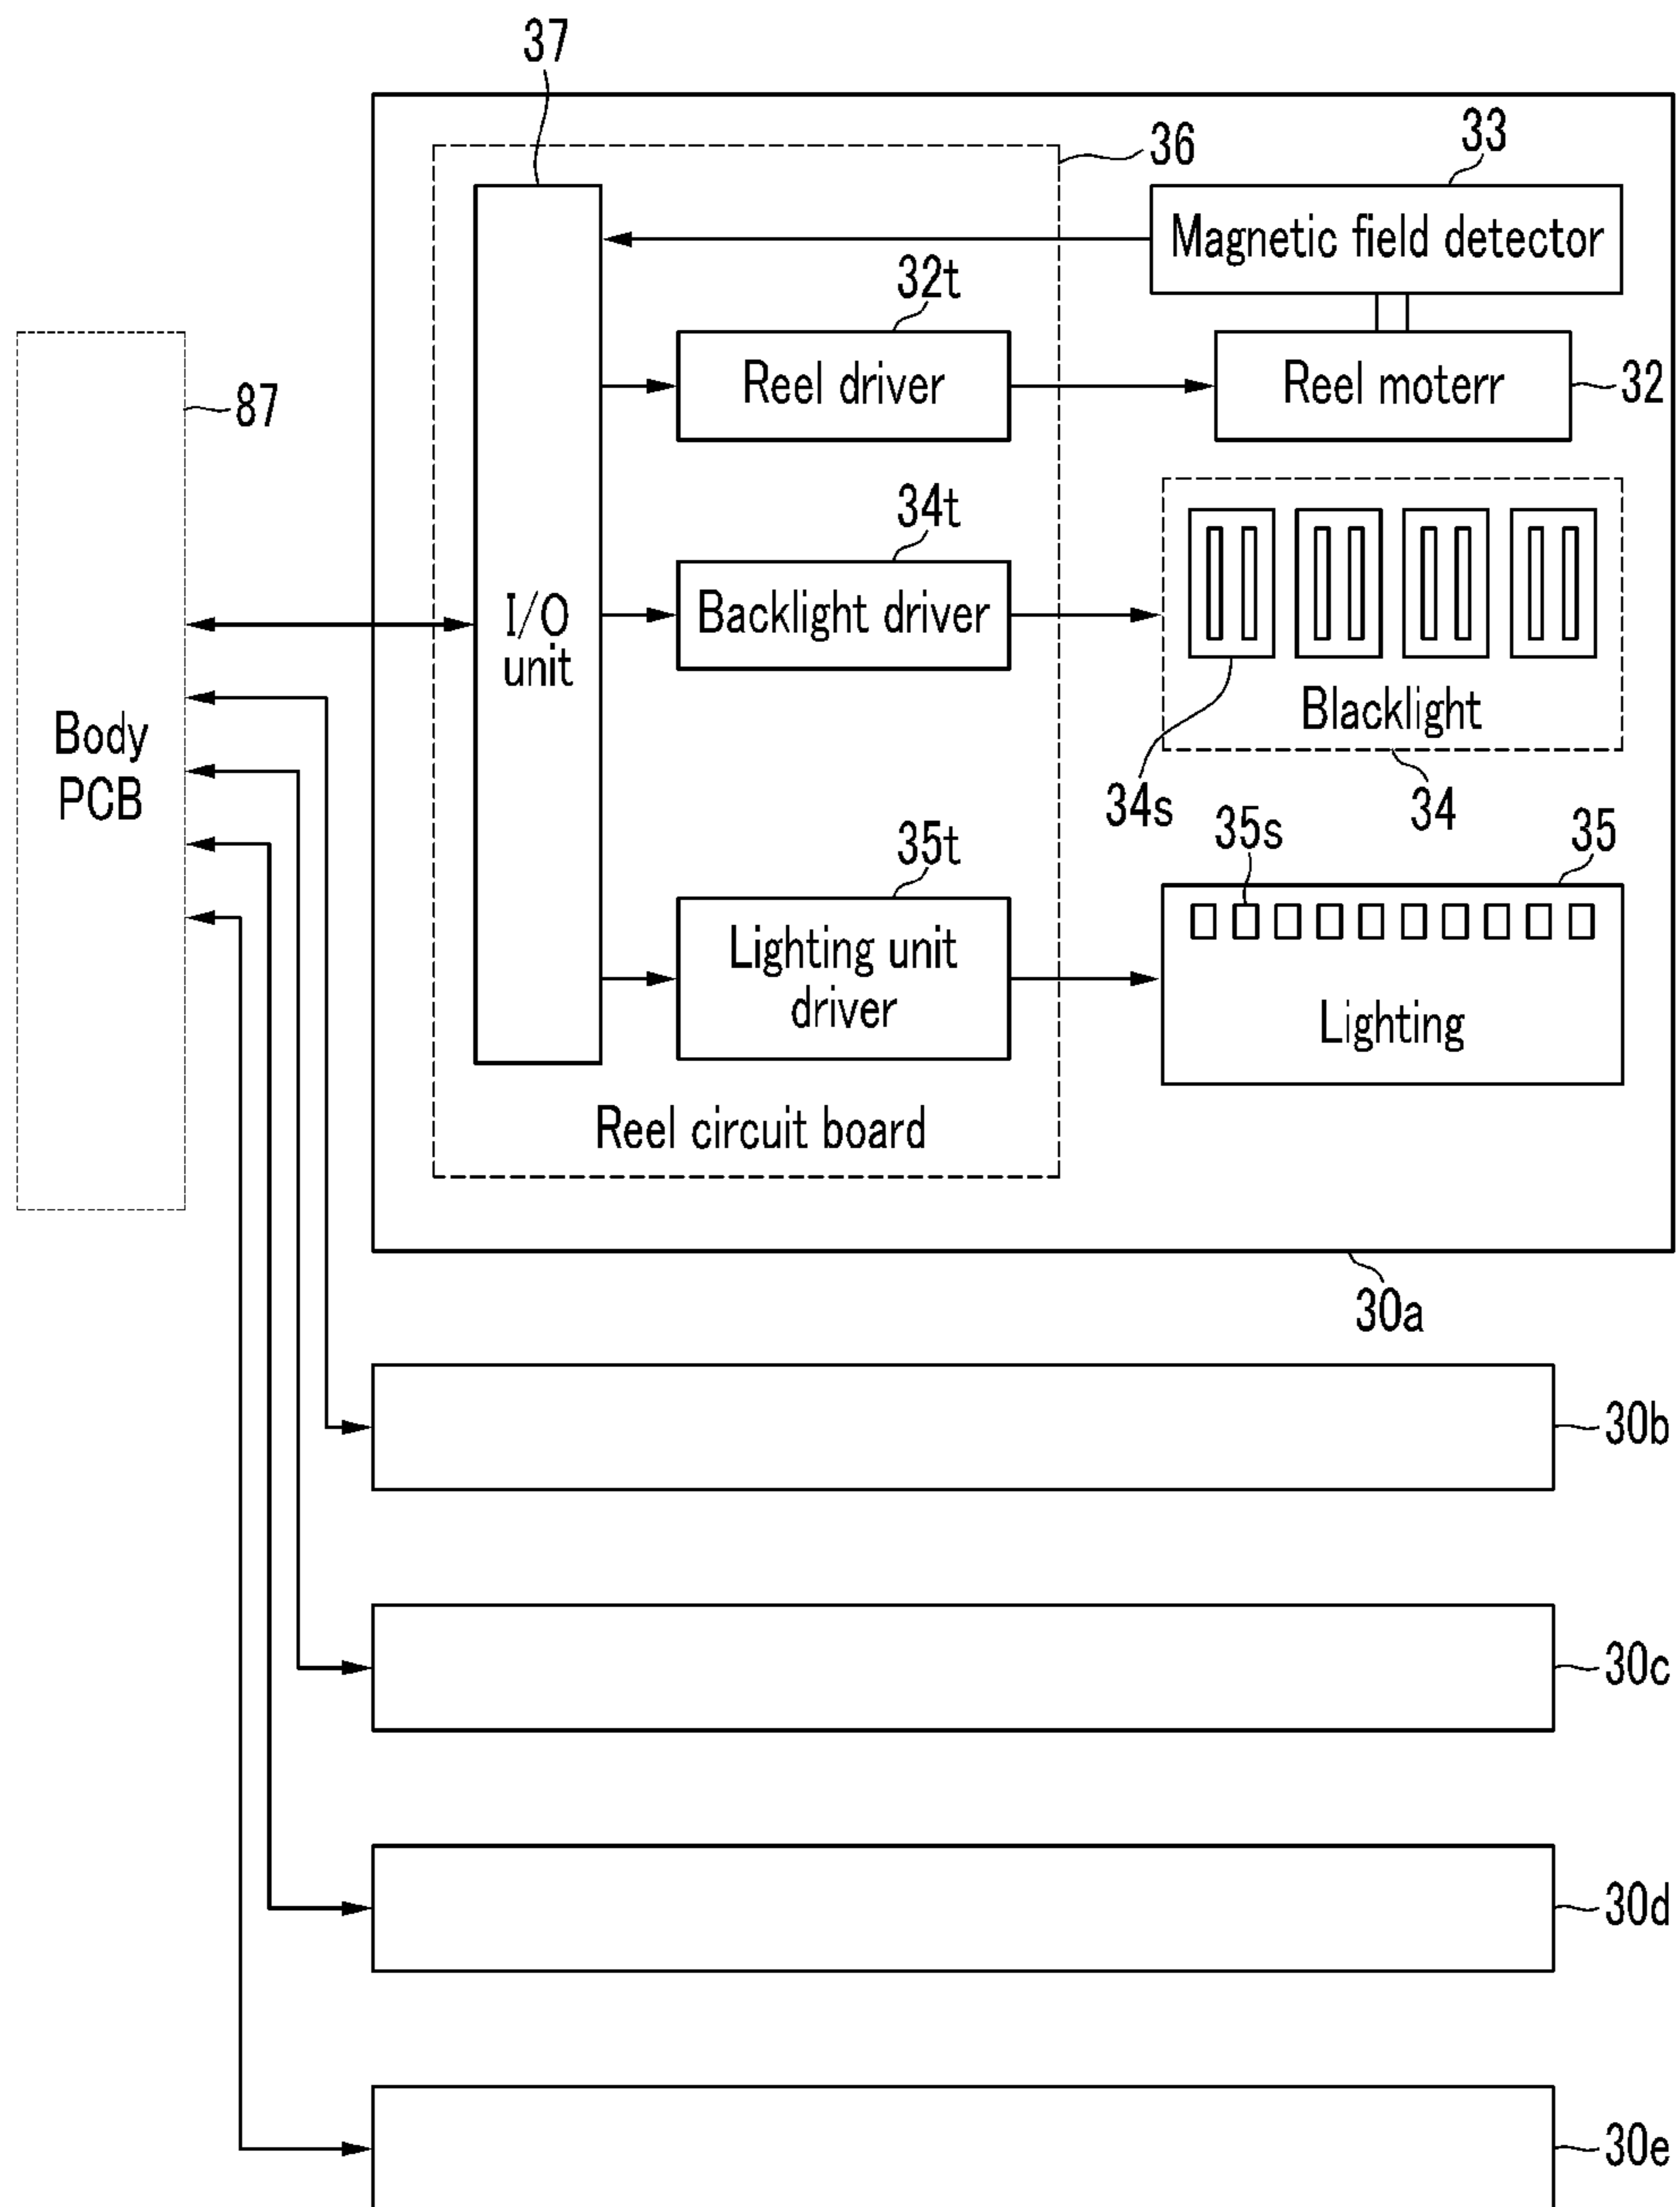 37
36
33
Magnetic field detector
32t
Reel driver
Reel moterr
32
87
34t
Backlight driver
I/O
unit
Blacklight
34s
34
Body
PCB
35s
35
35t
Lighting unit
driver
Lighting
Reel circuit board
30a
30b
30c
30d
30e